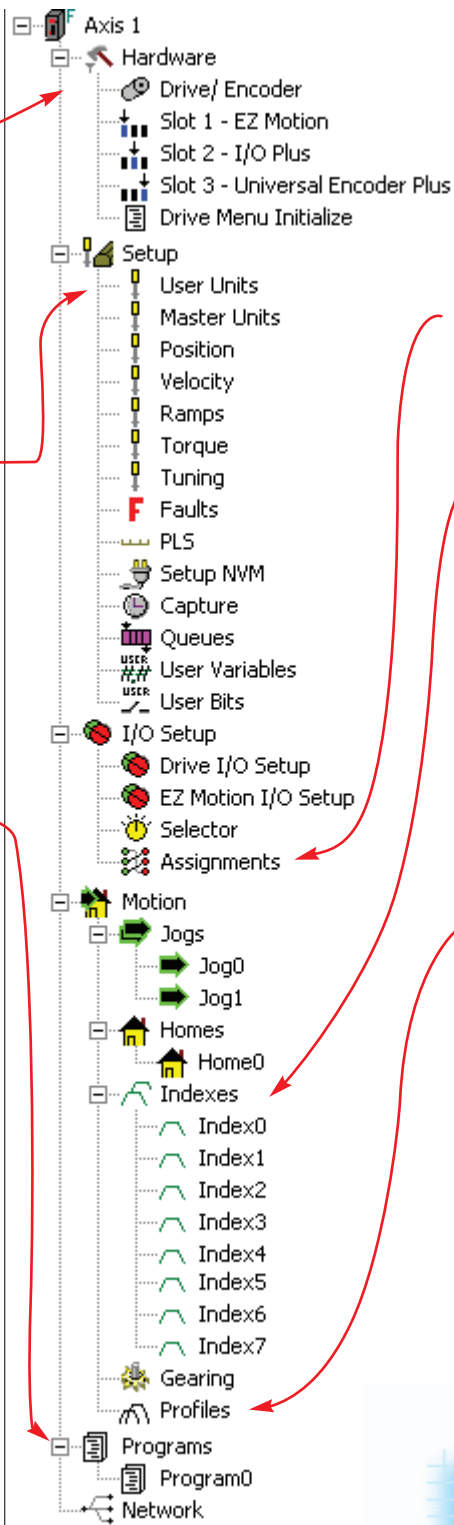 Axis 1
Hardware
Drive/ Encoder
Slot 1 - EZ Motion
Slot 2 - I/O Plus
Slot 3 - Universal Encoder Plus
Drive Menu Initialize
Setup
User Units
Master Units
Position
Velocity
Ramps
Torque
Tuning
F Faults
PLS
Setup NVM
Capture
Queues
USER #.## User Variables
USER User Bits
I/O Setup
Drive I/O Setup
EZ Motion I/O Setup
Selector
Assignments
Motion
Jogs
Jog0
Jog1
Homes
Home0
Indexes
Index0
Index1
Index2
Index3
Index4
Index5
Index6
Index7
Gearing
Profiles
Programs
Program0
Network